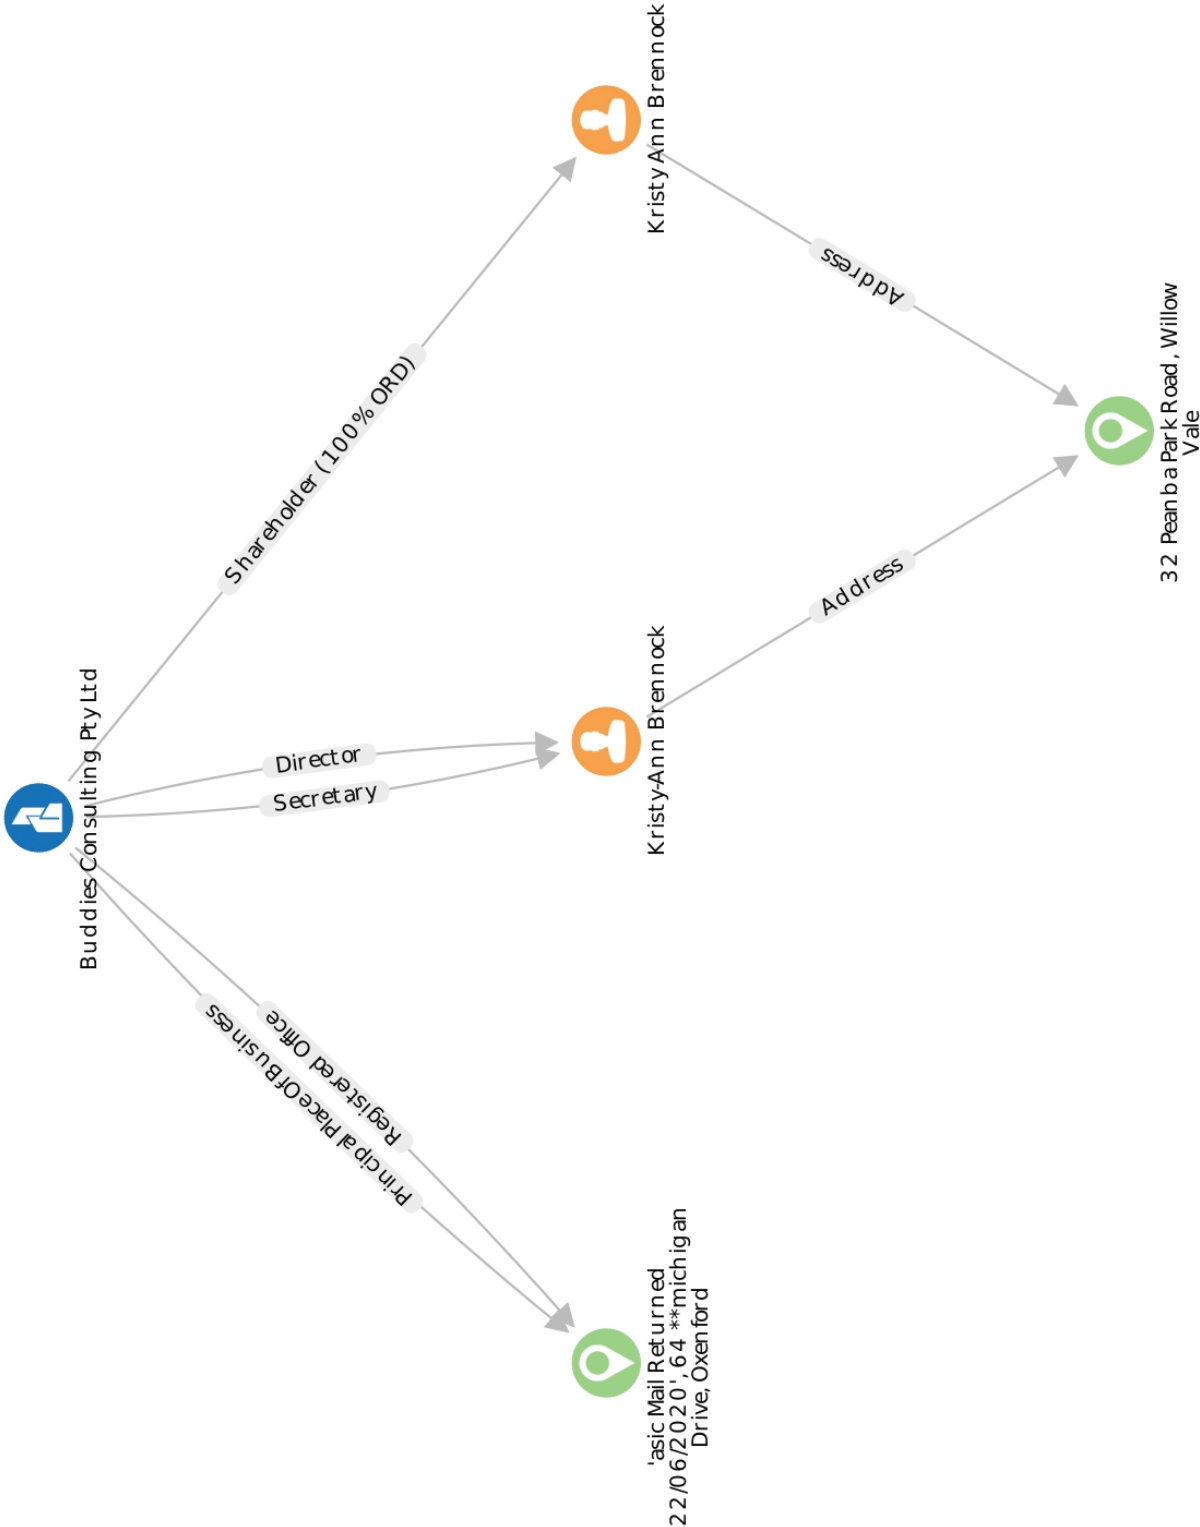 Buddies Consulting Pty Ltd
Principal Place Of Business
Registered Office
Secretary
Director
Shareholder (100% ORD)
'asic Mail Returned
22/06/2020', 64 **michigan
Drive, Oxenford
Kristy-Ann Brennock
Kristy Ann Brennock
Address
Address
32 Peanba Park Road, Willow
Vale